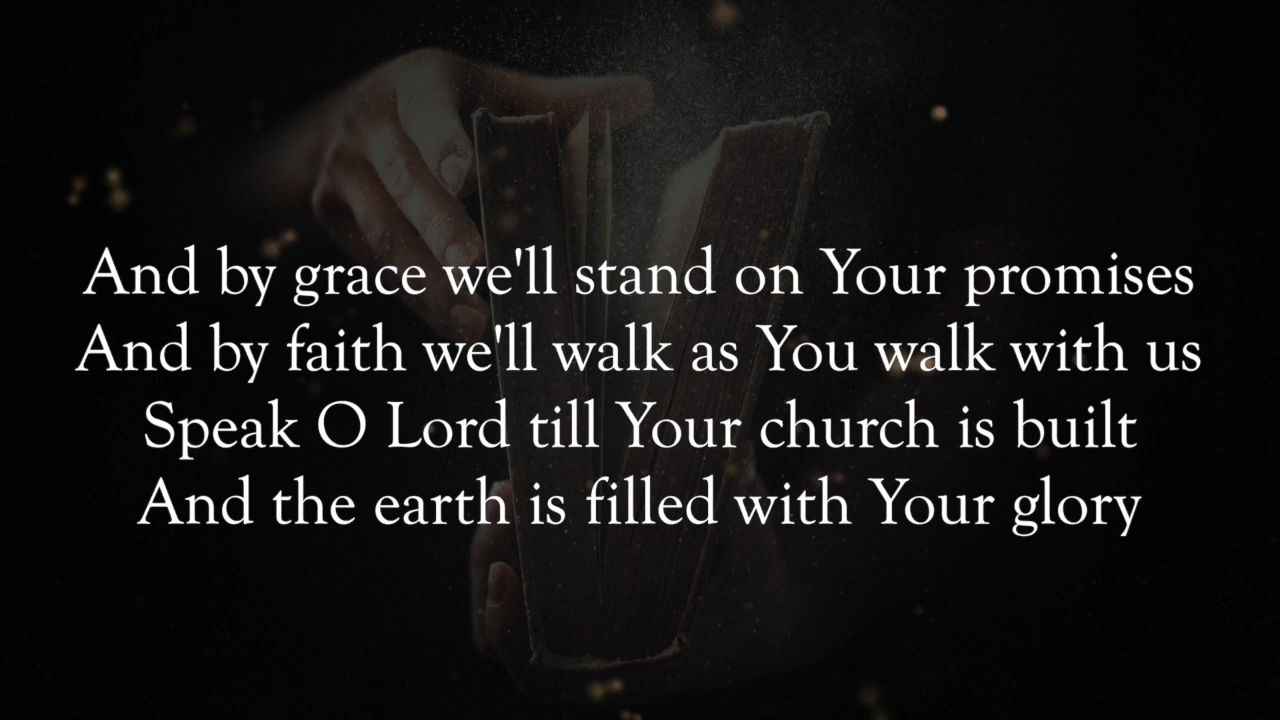 And by grace we'll stand on Your promises
And by faith we'll walk as You walk with us
Speak O Lord till Your church is built
And the earth is filled with Your glory